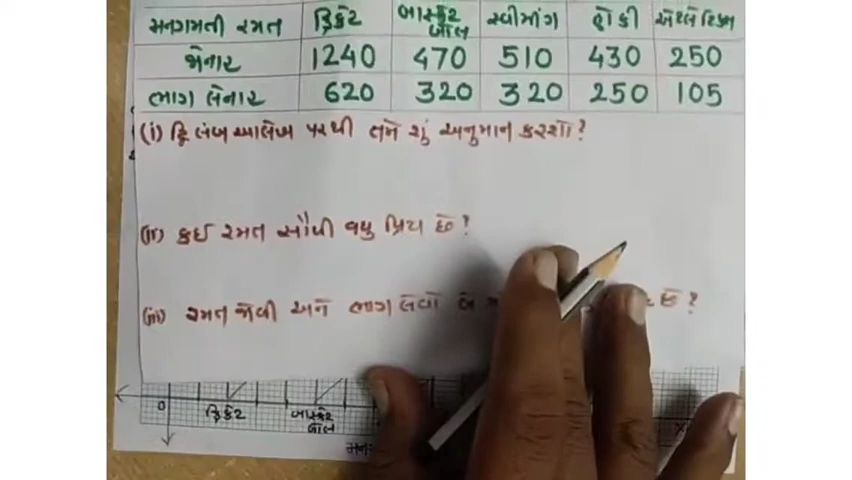 મનગમતી રમત ક્રિકેટ બાસ્કેટ બોલ સ્વીમીંગ હોકી એથ્લેટિક્સ
જોનાર 1240 470 510 430 250
ભાગ લેનાર 620 320 320 250 105
(i) દ્વિલંબ આલેખ પરથી તમે શું અનુમાન કરશો?
(ii) કઈ રમત સૌથી વધુ પ્રિય છે?
(iii) રમત જોવી અને ભાગ લેવો બે છે?
0 ક્રિકેટ બાસ્કેટ બોલ X